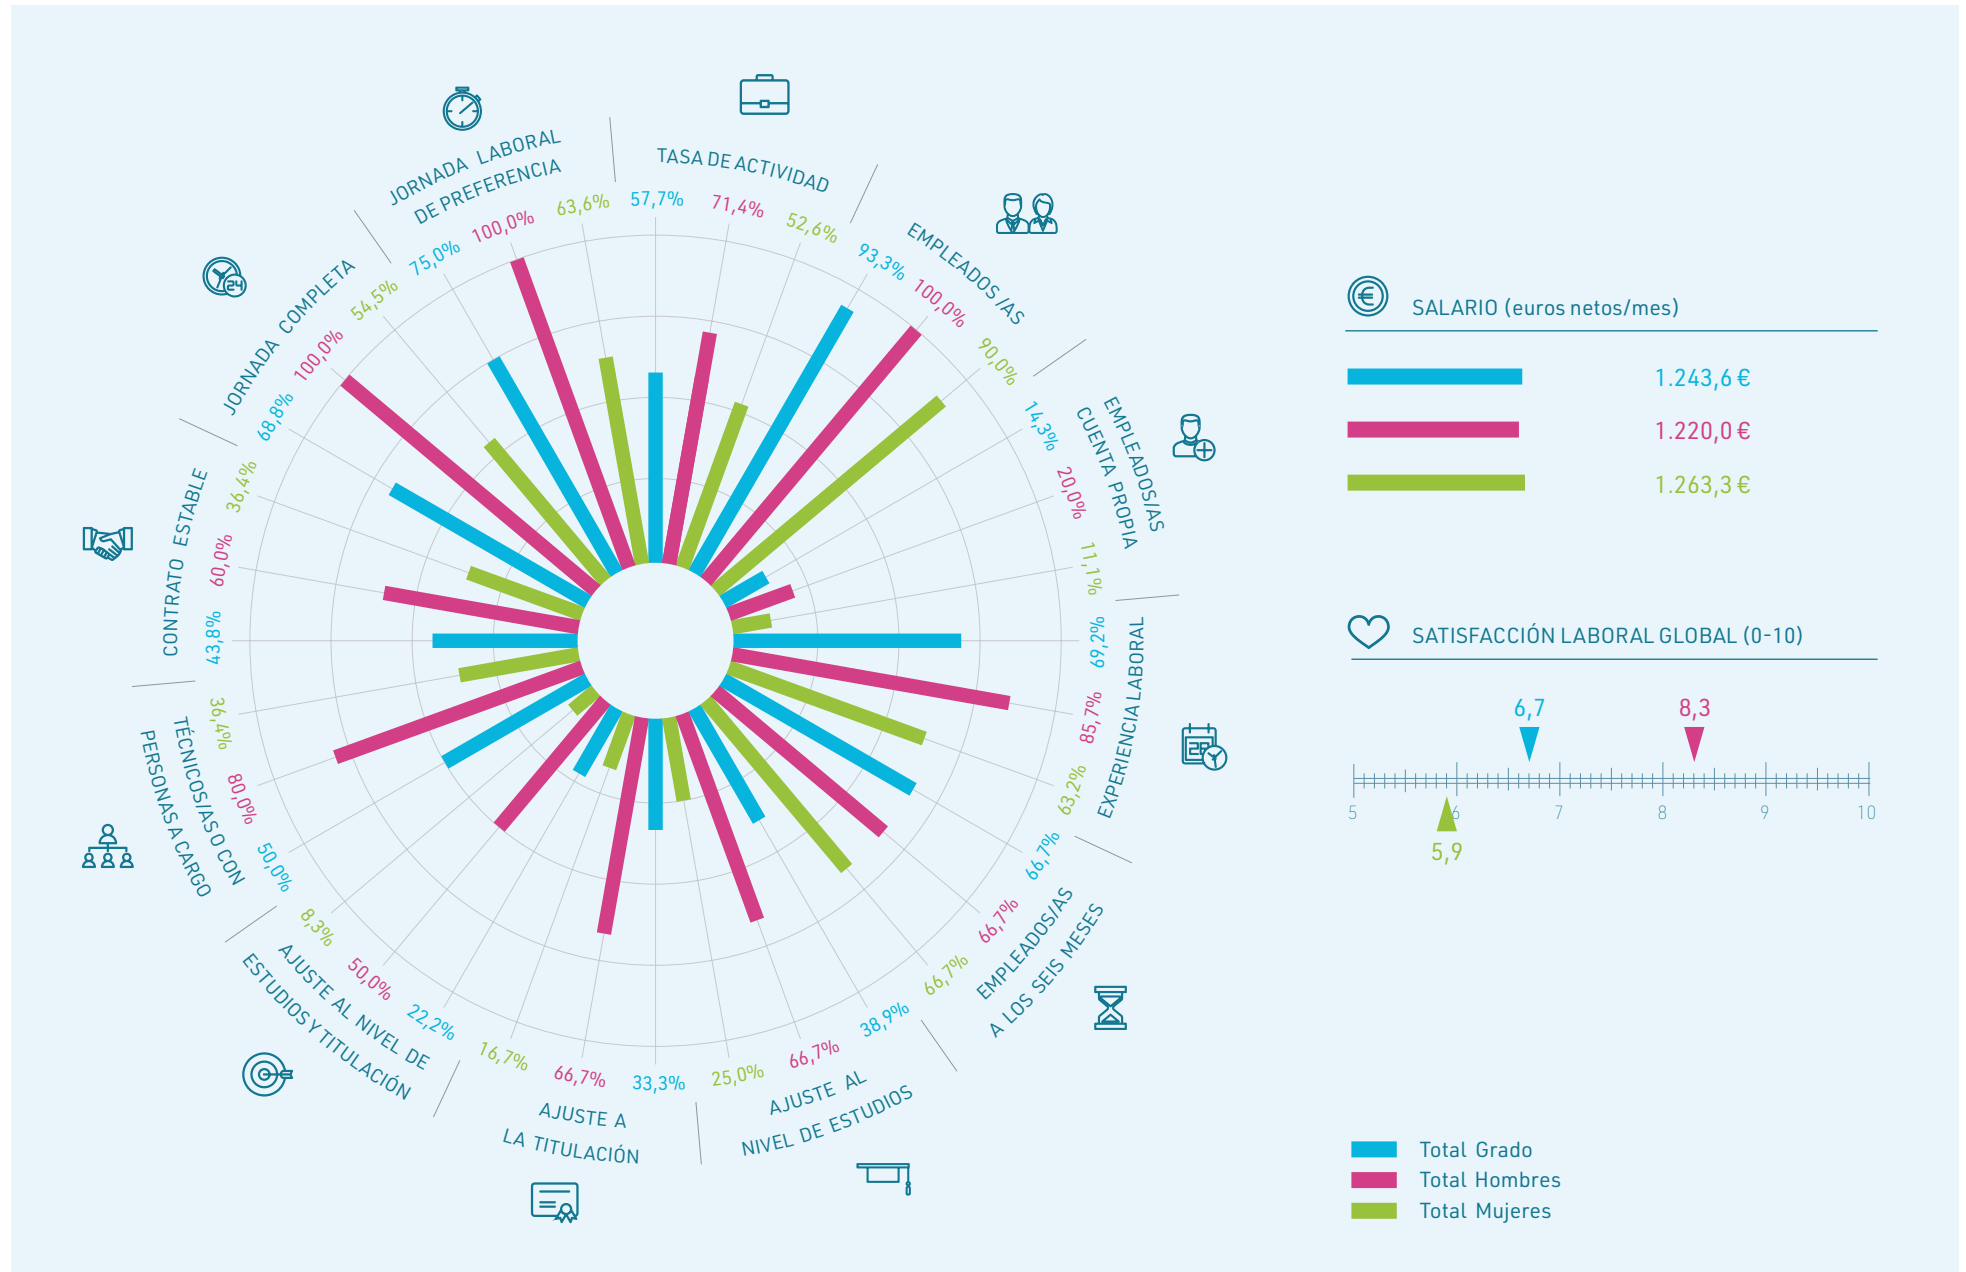 TASA DE ACTIVIDAD
57,7%
71,4%
52,6%
EMPLEADOS /AS
93,3%
100,0%
90,0%
EMPLEADOS/AS
CUENTA PROPIA
14,3%
20,0%
11,1%
EXPERIENCIA LABORAL
69,2%
85,7%
63,2%
EMPLEADOS/AS
A LOS SEIS MESES
66,7%
66,7%
66,7%
AJUSTE AL
NIVEL DE ESTUDIOS
38,9%
66,7%
25,0%
AJUSTE A
LA TITULACIÓN
33,3%
66,7%
16,7%
AJUSTE AL NIVEL DE
ESTUDIOS Y TITULACIÓN
22,2%
50,0%
8,3%
TÉCNICOS/AS O CON
PERSONAS A CARGO
50,0%
80,0%
36,4%
CONTRATO ESTABLE
43,8%
60,0%
36,4%
JORNADA COMPLETA
68,8%
100,0%
54,5%
JORNADA LABORAL
DE PREFERENCIA
75,0%
100,0%
63,6%
24
25
€
SALARIO (euros netos/mes)
1.243,6 €
1.220,0 €
1.263,3 €
SATISFACCIÓN LABORAL GLOBAL (0-10)
6,7
8,3
5 6 7 8 9 10
5,9
Total Grado
Total Hombres
Total Mujeres